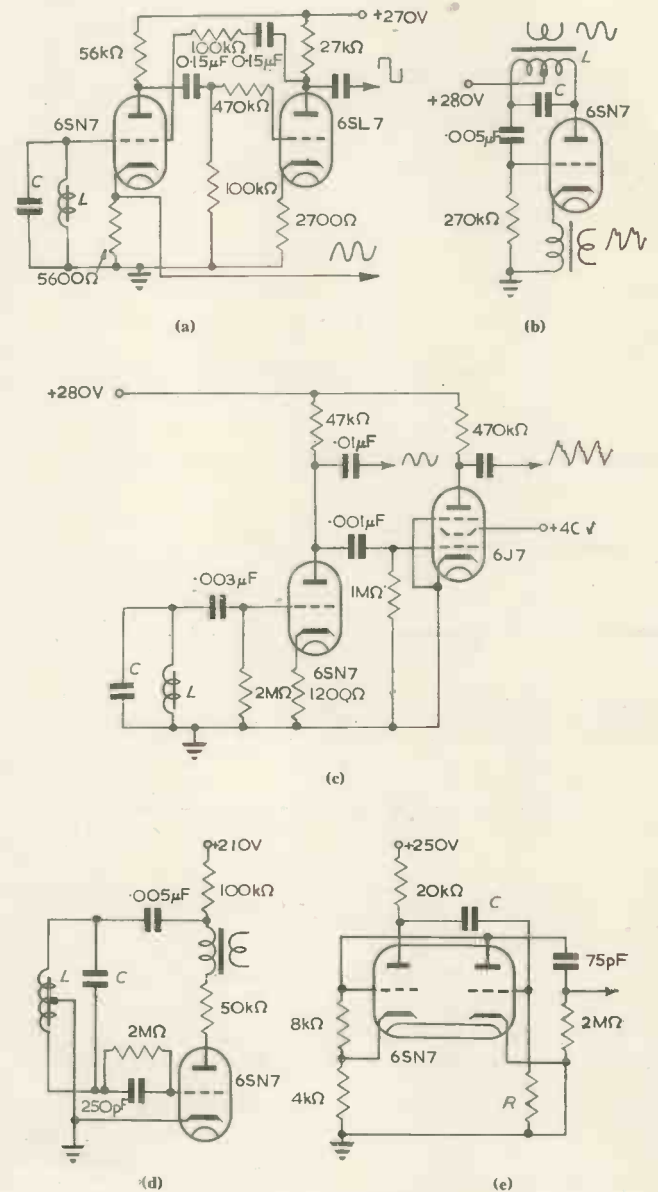 +270V
56kΩ
100kΩ
0·15μF 0·15μF
27kΩ
470kΩ
6SN7
6SL7
C
L
100kΩ
2700Ω
5600Ω
(a)
L
C
+280V
6SN7
·005μF
270kΩ
(b)
+280V
47kΩ
·01μF
470kΩ
·001μF
6J7
·003μF
1MΩ
C
L
2MΩ
6SN7
1200Ω
(c)
+210V
100kΩ
·005μF
L
C
50kΩ
2MΩ
6SN7
250pF
(d)
+250V
20kΩ
C
75pF
8kΩ
6SN7
2MΩ
4kΩ
R
(e)